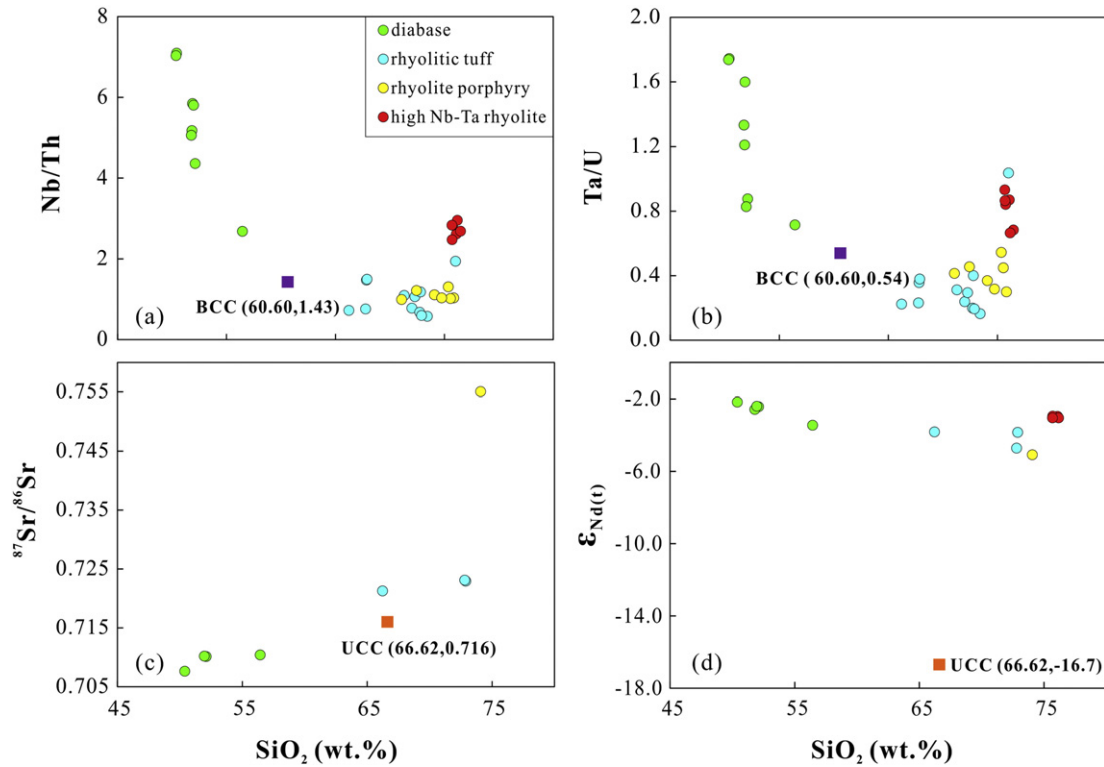 8
6
4
2
0
Nb/Th
diabase
rhyolitic tuff
rhyolite porphyry
high Nb-Ta rhyolite
BCC (60.60,1.43)
(a)
2.0
1.6
1.2
0.8
0.4
0.0
Ta/U
BCC (60.60,0.54)
(b)
0.755
0.745
0.735
0.725
0.715
0.705
⁸⁷Sr/⁸⁶Sr
UCC (66.62,0.716)
(c)
45 55 65 75
SiO₂ (wt.%)
-2.0
-6.0
-10.0
-14.0
-18.0
εNd(t)
UCC (66.62,-16.7)
(d)
45 55 65 75
SiO₂ (wt.%)